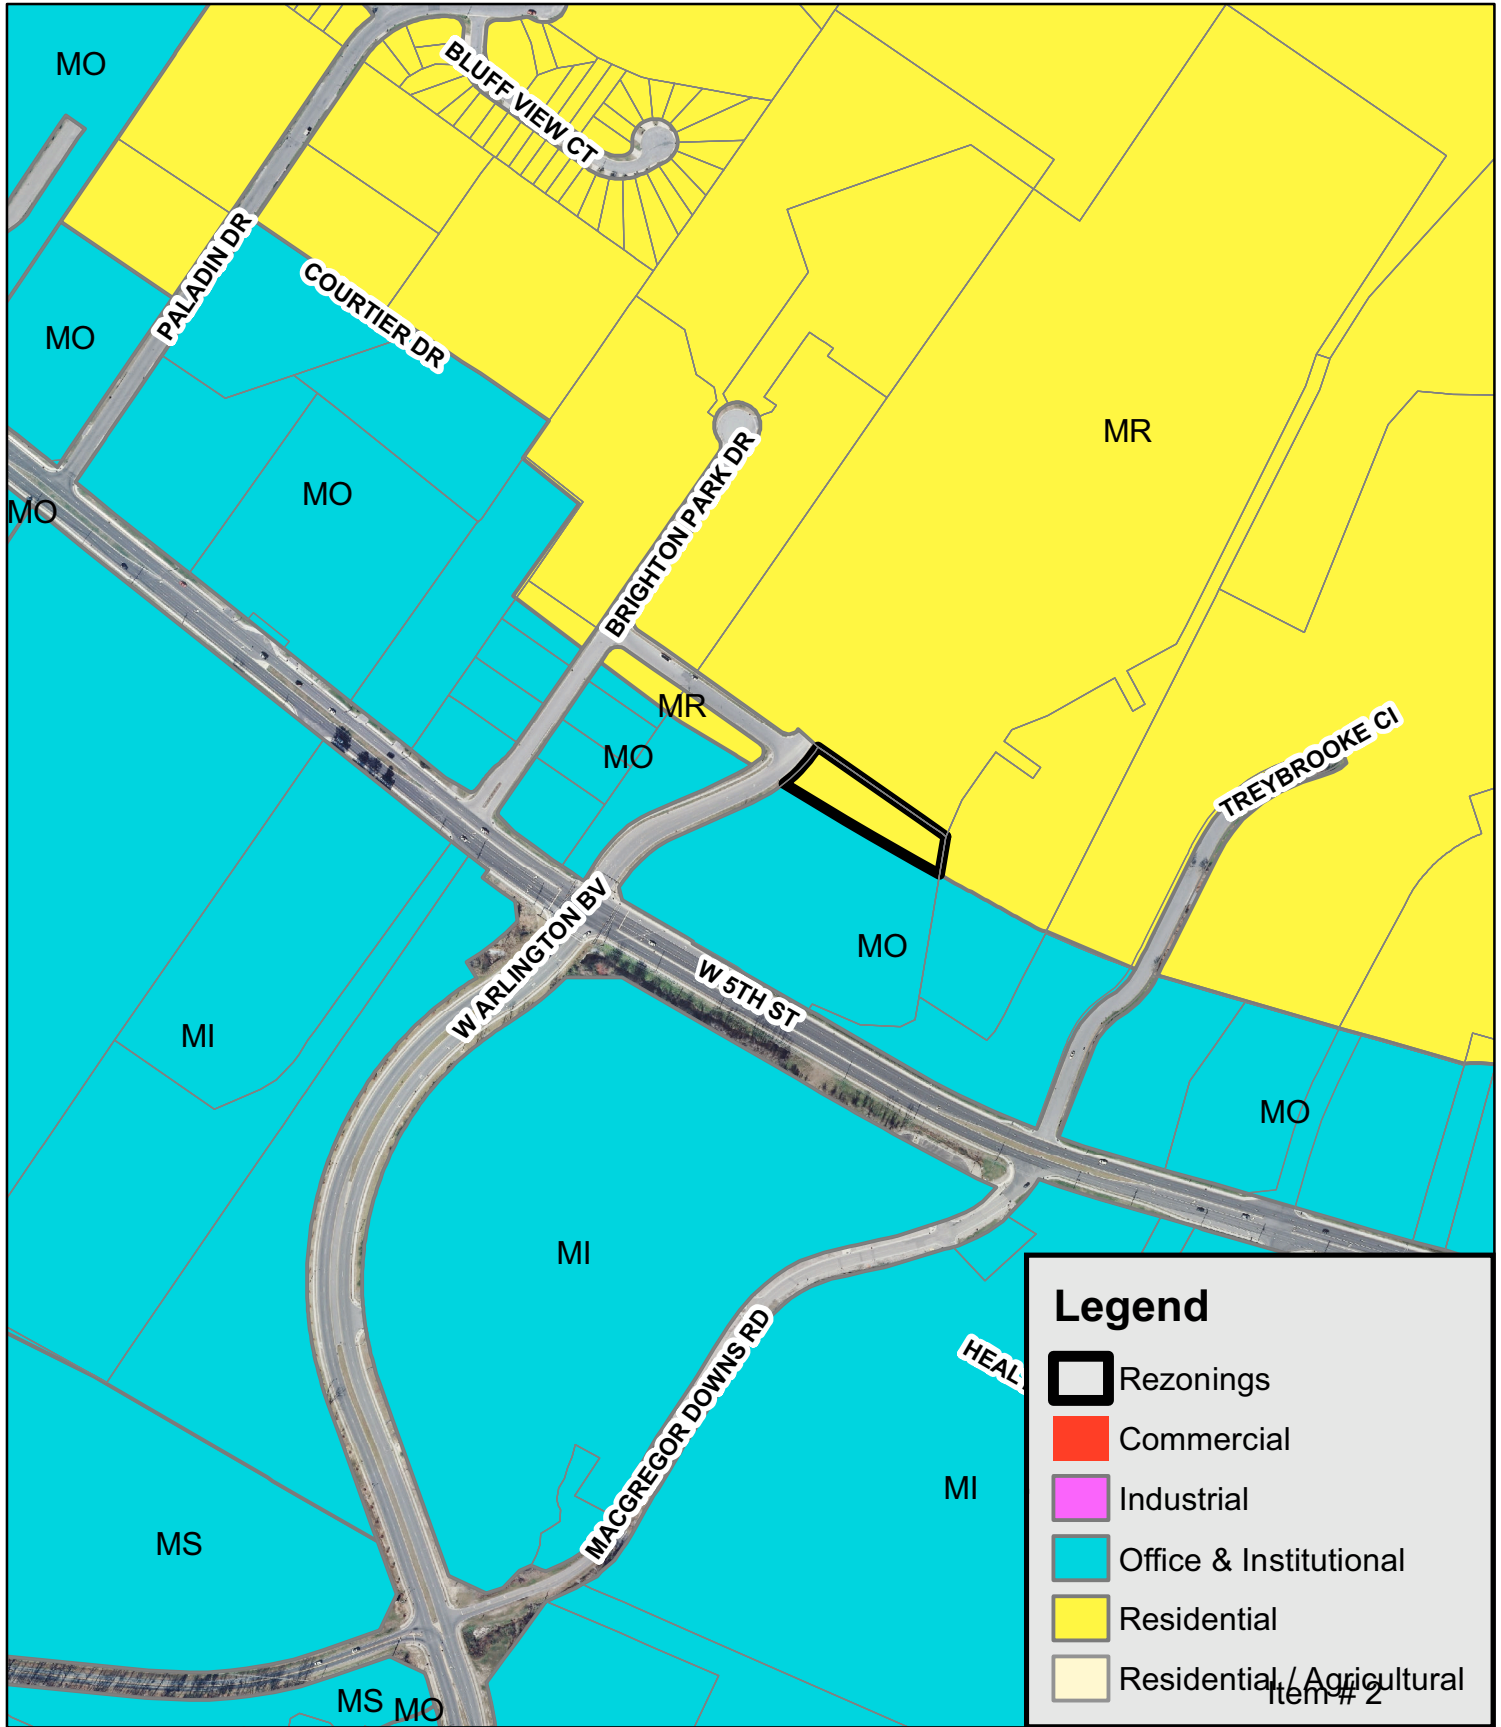 MO
BLUFF VIEW CT
PALADIN DR
COURTIER DR
MO
MR
BRIGHTON PARK DR
MO
MO
MR
MO
TREYBROOKE CI
W ARLINGTON BV
MO
W 5TH ST
MI
MO
MI
MACGREGOR DOWNS RD
MI
MS
MS
MO
Legend
Rezonings
Commercial
Industrial
Office & Institutional
Residential
Residential / Agricultural
Item # 2